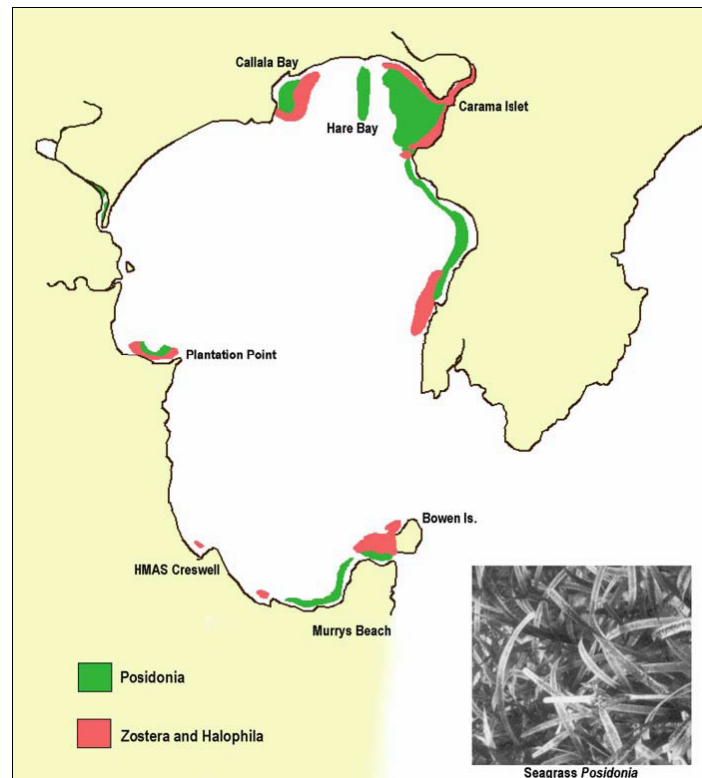 Callala Bay
Carama Islet
Hare Bay
Plantation Point
Bowen Is.
HMAS Creswell
Murrys Beach
Posidonia
Zostera and Halophila
Seagrass Posidonia